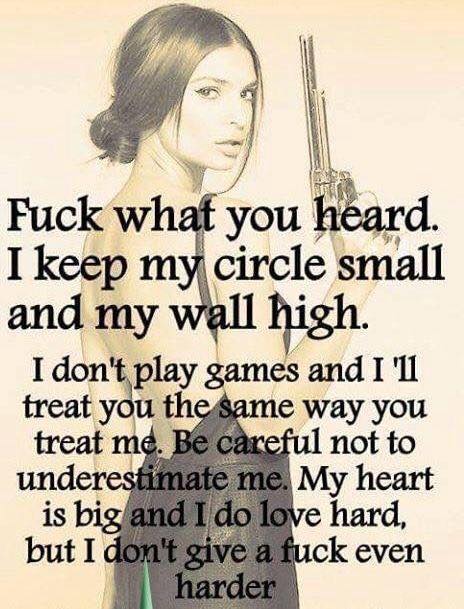 Fuck what you heard.
I keep my circle small
and my wall high.
I don't play games and I 'll
treat you the same way you
treat me. Be careful not to
underestimate me. My heart
is big and I do love hard,
but I don't give a fuck even
harder